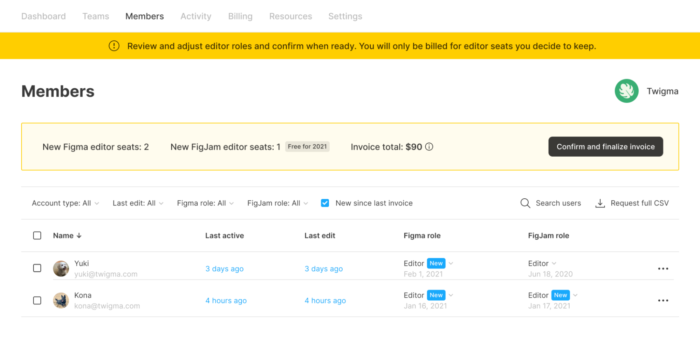 Dashboard Teams Members Activity Billing Resources Settings
Review and adjust editor roles and confirm when ready. You will only be billed for editor seats you decide to keep.
Members
Twigma
New Figma editor seats: 2 New FigJam editor seats: 1 Free for 2021 Invoice total: $90 Confirm and finalize invoice
Account type: All Last edit: All Figma role: All FigJam role: All New since last invoice Search users Request full CSV
Name Last active Last edit Figma role FigJam role
Yuki 3 days ago 3 days ago Editor New Editor
yuki@twigma.com Feb 1, 2021 Jun 18, 2020
Kona 4 hours ago 4 hours ago Editor New Editor New
kona@twigma.com Jan 16, 2021 Jan 17, 2021